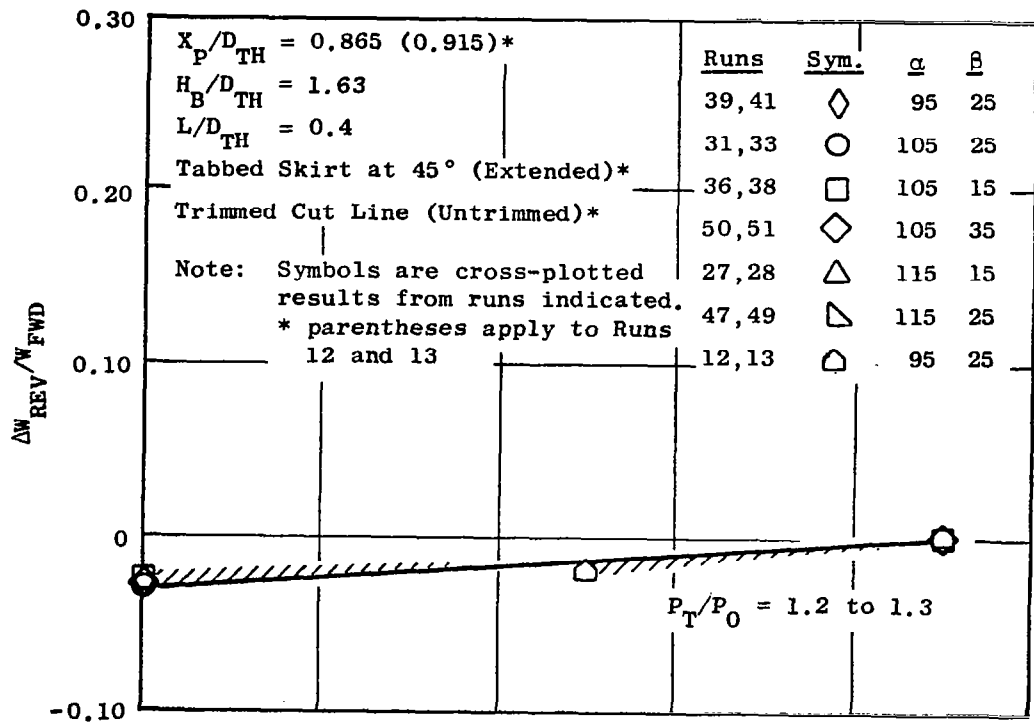 0.30
0.20
0.10
0
-0.10
ΔW_REV/W_FWD
X_P/D_TH = 0.865 (0.915)*
H_B/D_TH = 1.63
L/D_TH = 0.4
Tabbed Skirt at 45° (Extended)*
Trimmed Cut Line (Untrimmed)*
Note: Symbols are cross-plotted
results from runs indicated.
* parentheses apply to Runs
12 and 13
Runs Sym. α β
39,41 95 25
31,33 105 25
36,38 105 15
50,51 105 35
27,28 115 15
47,49 115 25
12,13 95 25
P_T/P_0 = 1.2 to 1.3